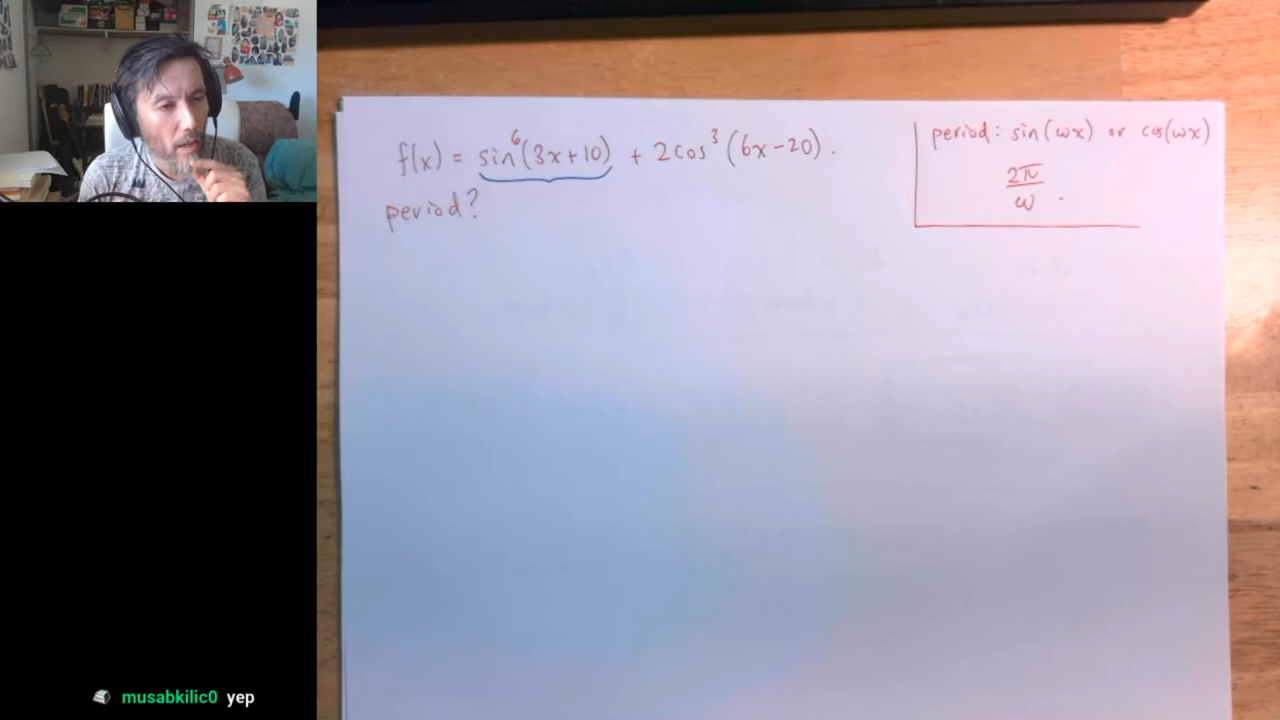 f(x) = sin⁶(3x+10) + 2cos³(6x-20).
period?
period: sin(ωx) or cos(ωx)
2π
ω
musabkilic0 yep